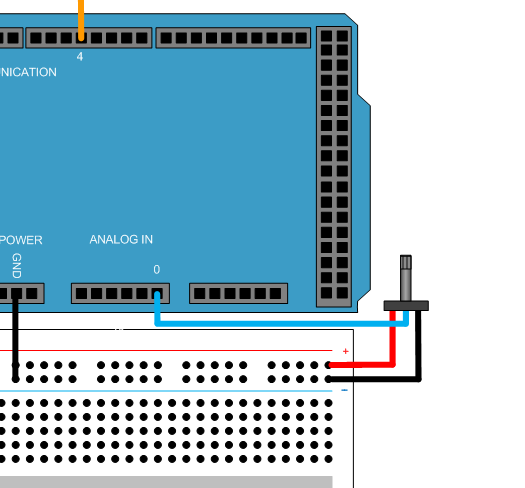 4
NICATION
POWER
ANALOG IN
GND
0
+
−